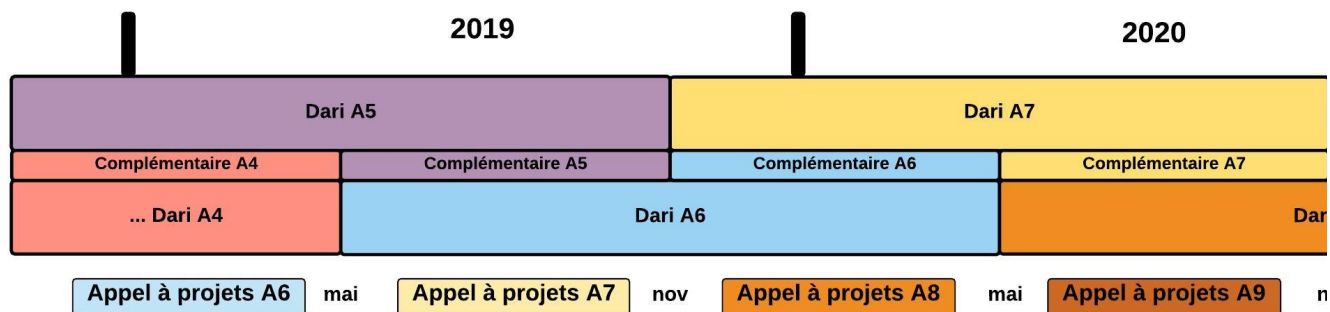 2019
2020
Dari A5
Dari A7
Complémentaire A4
Complémentaire A5
Complémentaire A6
Complémentaire A7
... Dari A4
Dari A6
Dar
Appel à projets A6
mai
Appel à projets A7
nov
Appel à projets A8
mai
Appel à projets A9
n